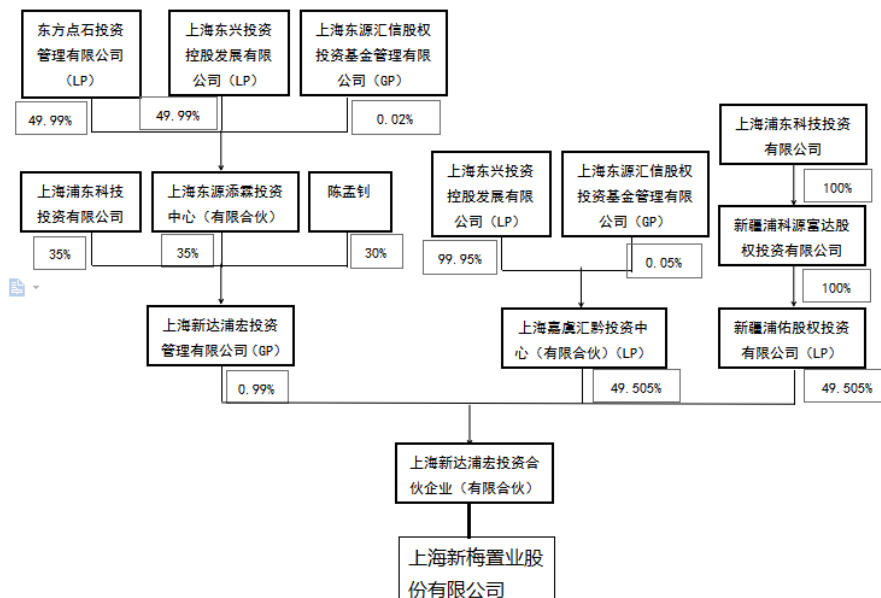 东方点石投资
管理有限公司
（LP）
上海东兴投资
控股发展有限
公司（LP）
上海东源汇信股权
投资基金管理有限
公司（GP）
49.99%
49.99%
0.02%
上海浦东科技投资
有限公司
上海浦东科技
投资有限公司
上海东源添霖投资
中心（有限合伙）
陈孟钊
上海东兴投资
控股发展有限
公司（LP）
上海东源汇信股权
投资基金管理有限
公司（GP）
100%
35%
35%
30%
99.95%
0.05%
新疆浦科源富达股
权投资有限公司
100%
上海新达浦宏投资
管理有限公司（GP）
上海嘉虞汇黔投资中
心（有限合伙）（LP）
新疆浦佑股权投资
有限公司（LP）
0.99%
49.505%
49.505%
上海新达浦宏投资合
伙企业（有限合伙）
上海新梅置业股
份有限公司